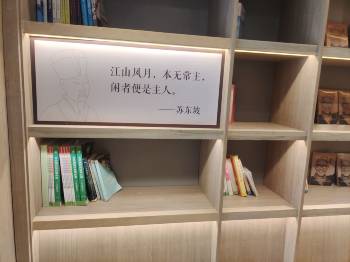 江山风月，本无常主，
闲者便是主人。
——苏东坡